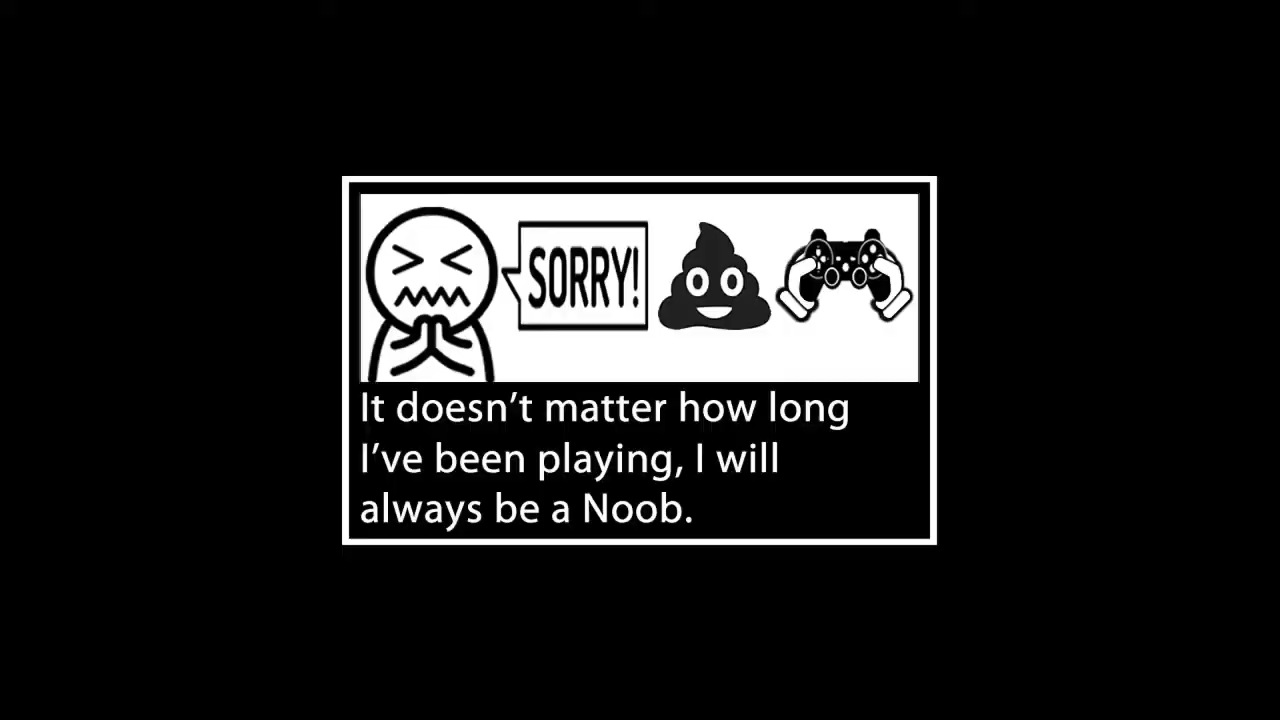 SORRY!
It doesn’t matter how long
I’ve been playing, I will
always be a Noob.